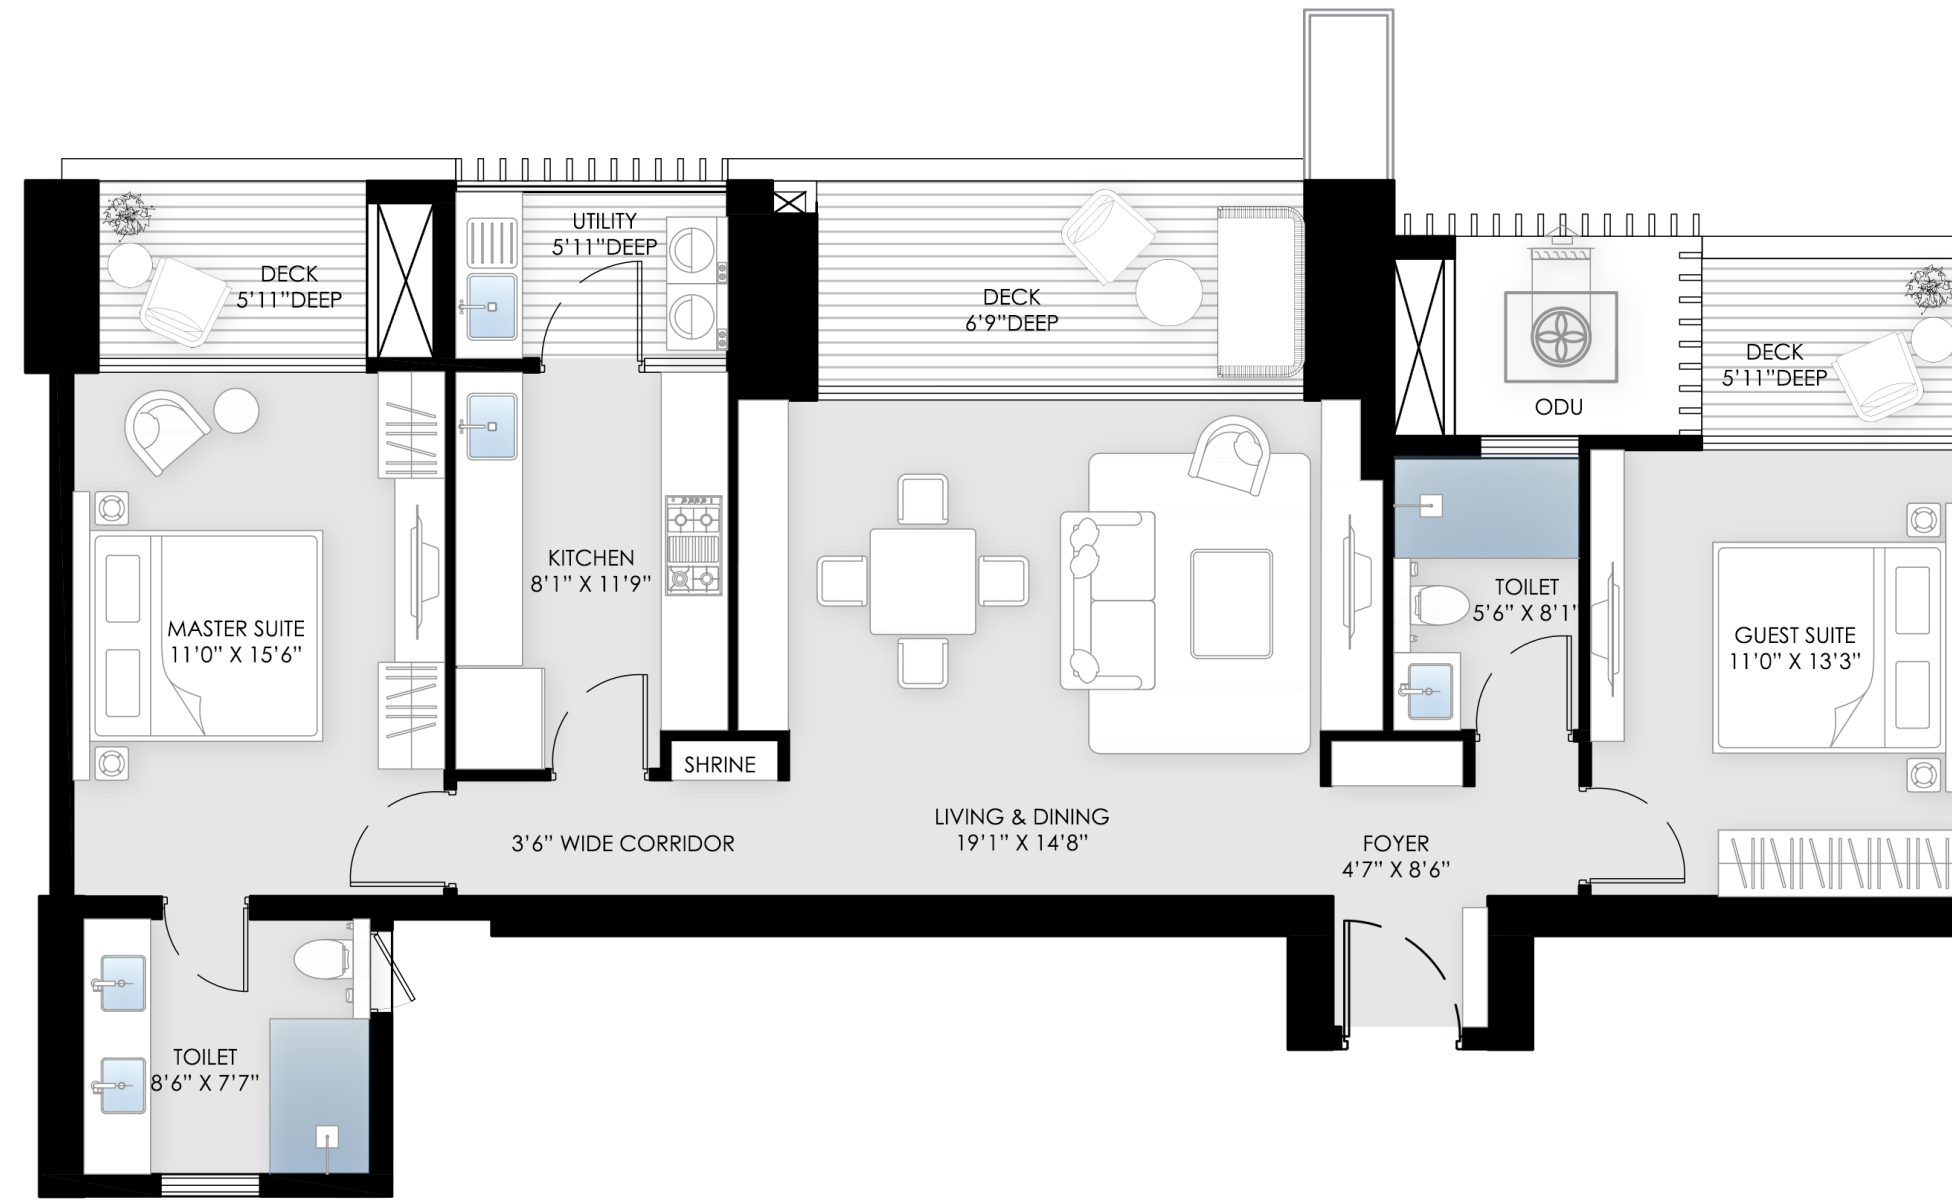 UTILITY
5’11”DEEP
DECK
5’11”DEEP
DECK
6’9”DEEP
DECK
5’11”DEEP
ODU
KITCHEN
8’1” X 11’9”
TOILET
5’6” X 8’1’
MASTER SUITE
11’0” X 15’6”
GUEST SUITE
11’0” X 13’3”
SHRINE
LIVING & DINING
19’1” X 14’8”
3’6” WIDE CORRIDOR
FOYER
4’7” X 8’6”
TOILET
8’6” X 7’7”